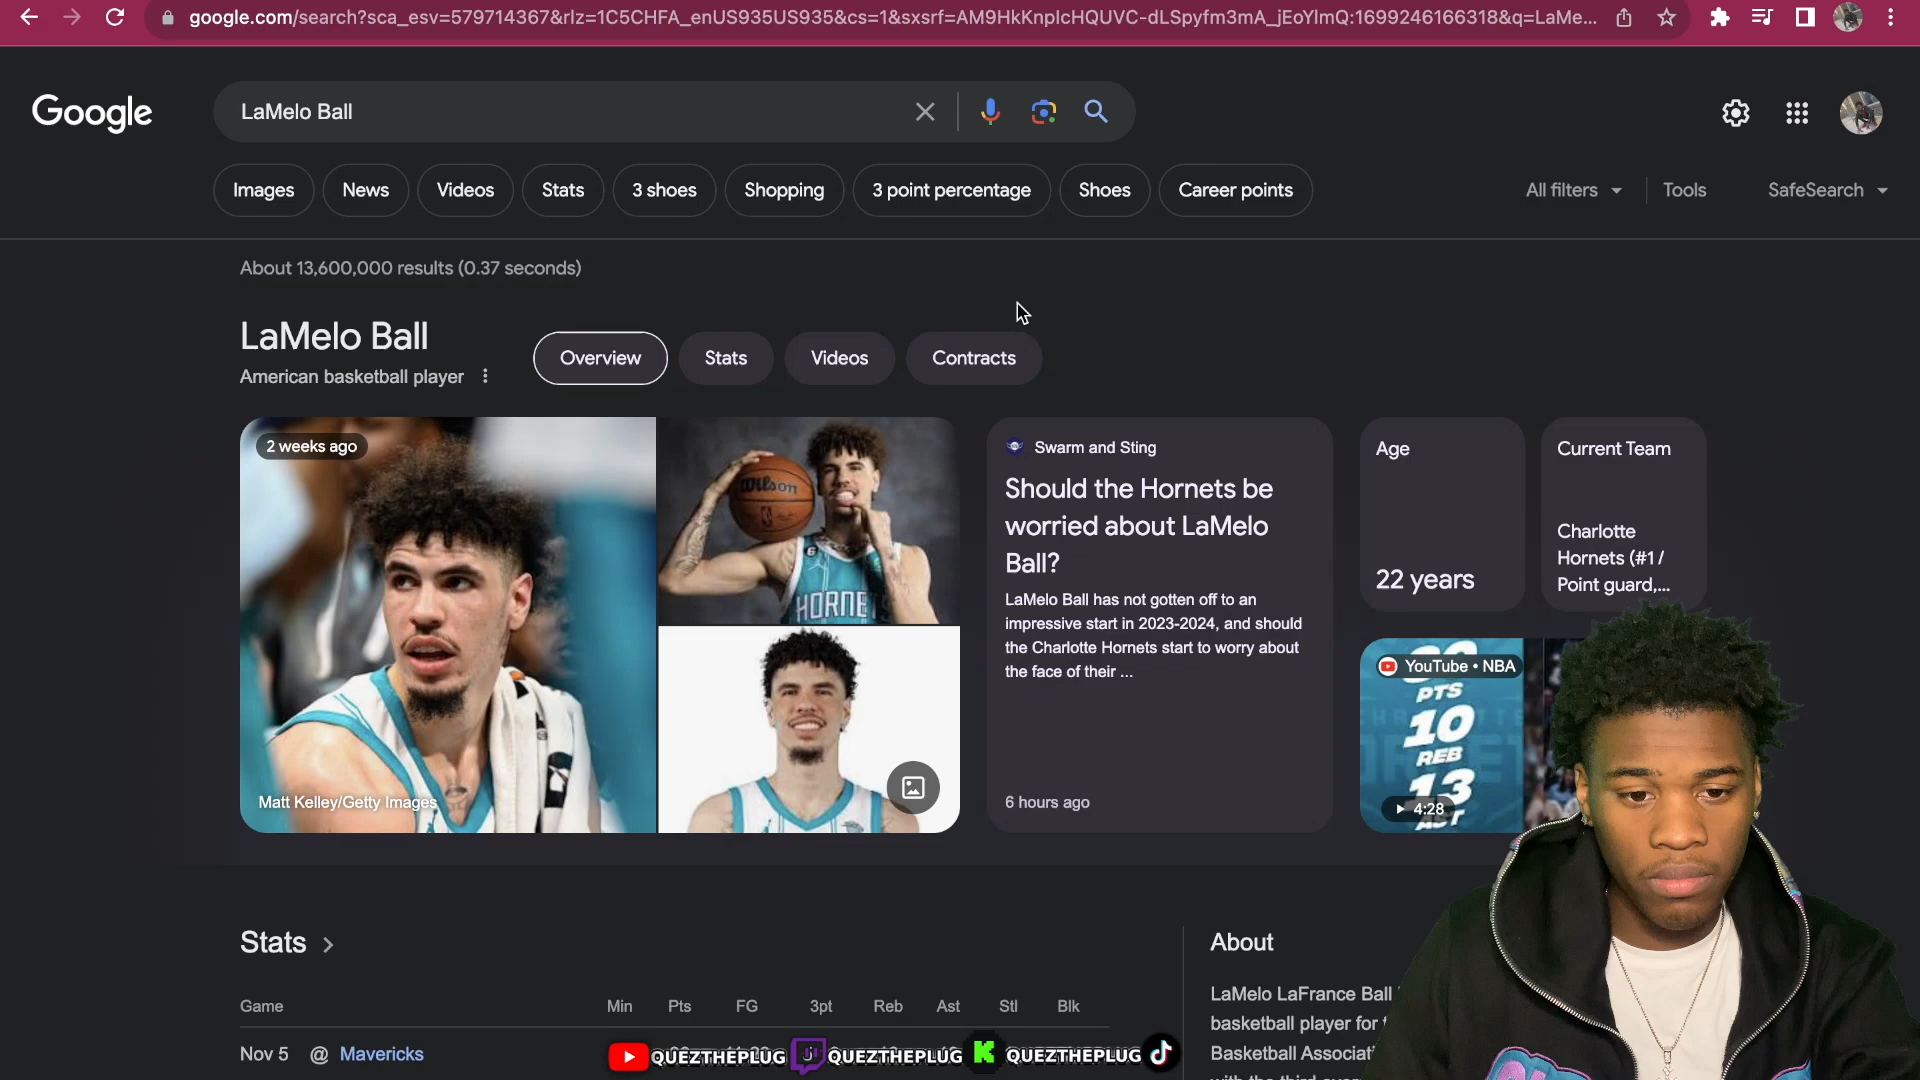 google.com/search?sca_esv=579714367&rlz=1C5CHFA_enUS935US935&cs=1&sxsrf=AM9HkKnplcHQUVC-dLSpyfm3mA_jEoYlmQ:1699246166318&q=LaMe...
Google
LaMelo Ball
Images
News
Videos
Stats
3 shoes
Shopping
3 point percentage
Shoes
Career points
All filters
Tools
SafeSearch
About 13,600,000 results (0.37 seconds)
LaMelo Ball
American basketball player
Overview
Stats
Videos
Contracts
2 weeks ago
Matt Kelley/Getty Images
Wilson
HORNE
Swarm and Sting
Should the Hornets be
worried about LaMelo
Ball?
LaMelo Ball has not gotten off to an
impressive start in 2023-2024, and should
the Charlotte Hornets start to worry about
the face of their ...
6 hours ago
Age
22 years
Current Team
Charlotte
Hornets (#1 /
Point guard,...
YouTube • NBA
PTS
10
REB
13
AST
4:28
Stats
Game Min Pts FG 3pt Reb Ast Stl Blk
Nov 5 @ Mavericks
About
LaMelo LaFrance Ball
basketball player for
Basketball Associati
QUEZTHEPLUG
QUEZTHEPLUG
QUEZTHEPLUG